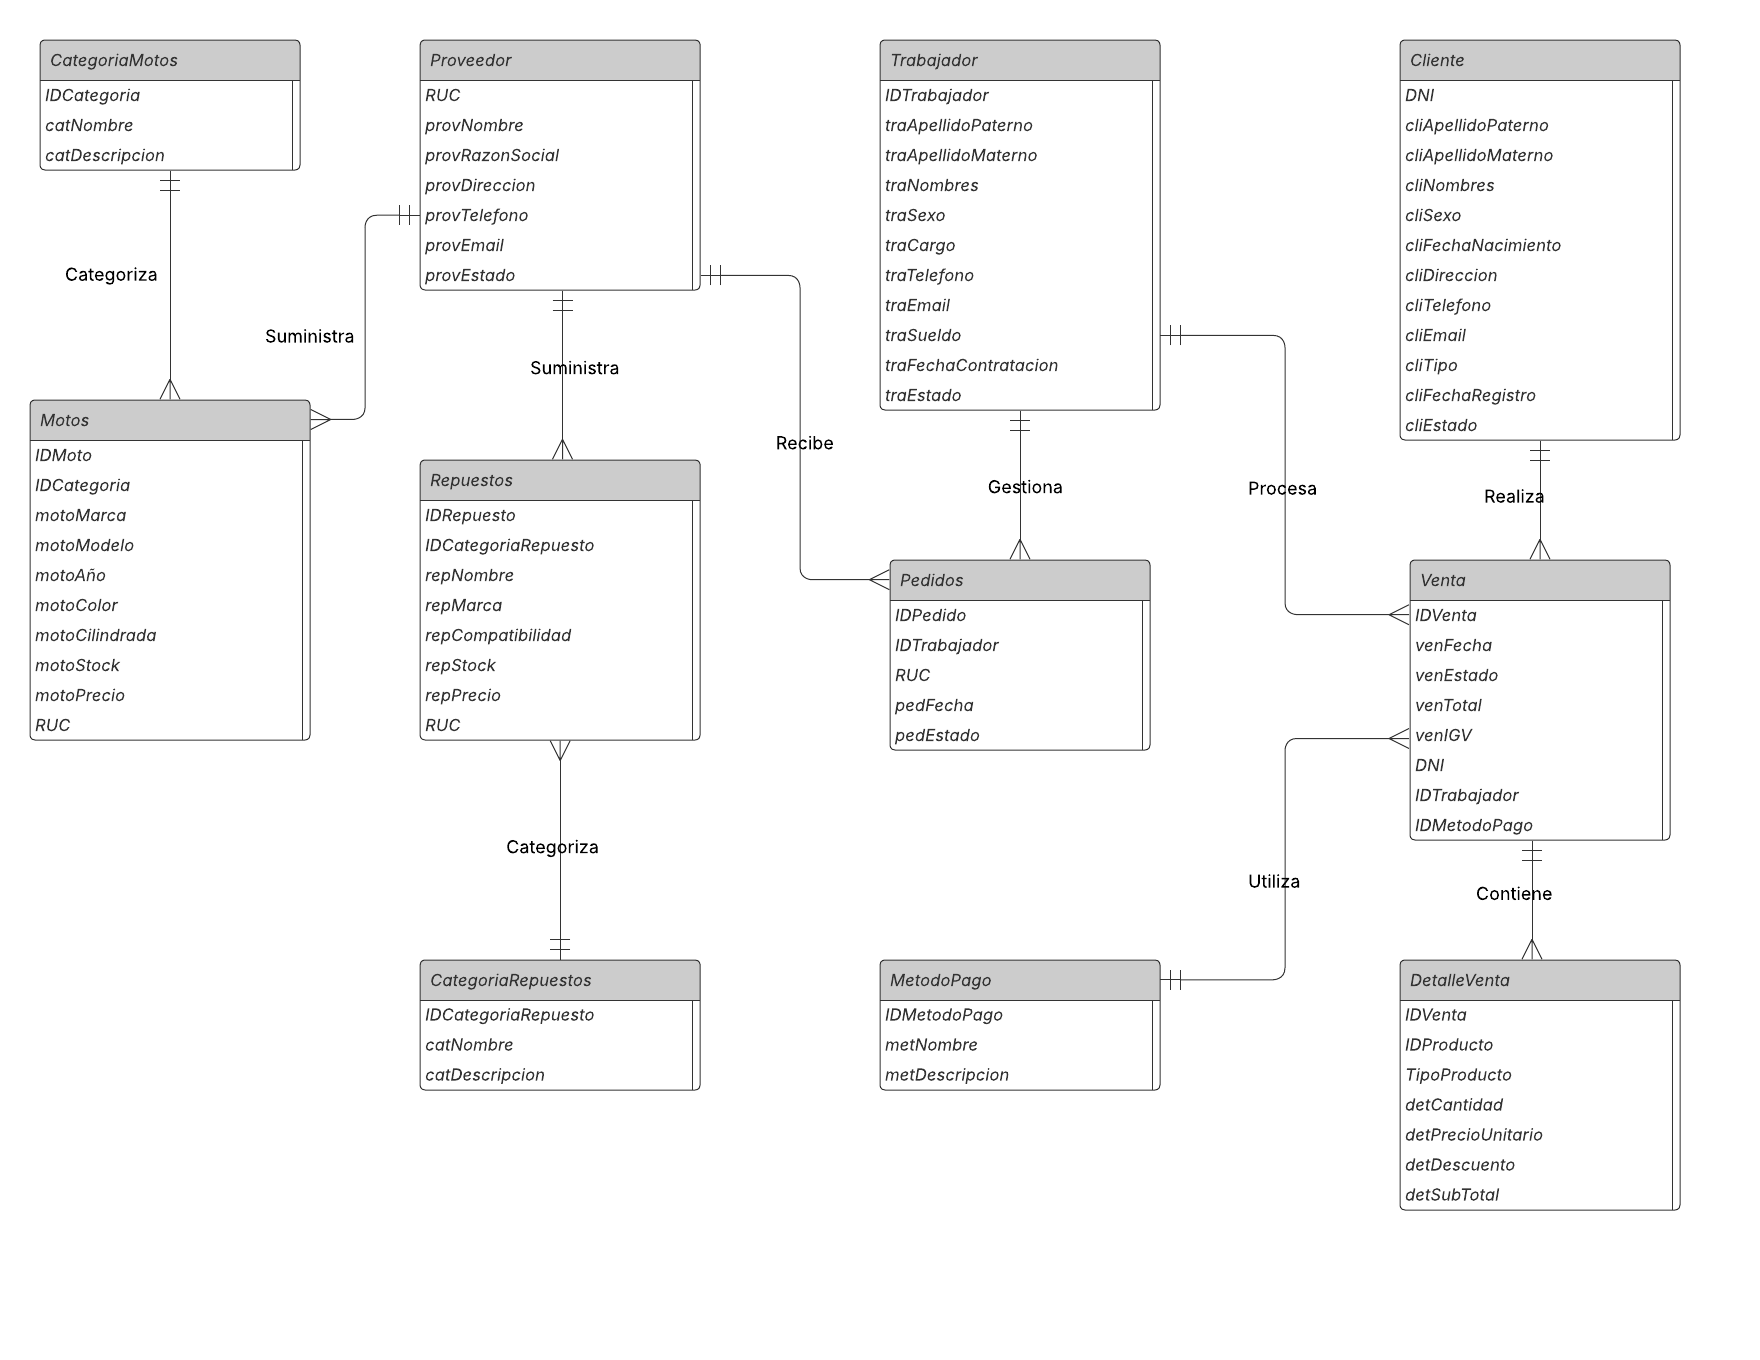 CategoriaMotos
IDCategoria
catNombre
catDescripcion
Categoriza
Motos
IDMoto
IDCategoria
motoMarca
motoModelo
motoAño
motoColor
motoCilindrada
motoStock
motoPrecio
RUC
Suministra
Proveedor
RUC
provNombre
provRazonSocial
provDireccion
provTelefono
provEmail
provEstado
Suministra
Repuestos
IDRepuesto
IDCategoriaRepuesto
repNombre
repMarca
repCompatibilidad
repStock
repPrecio
RUC
Categoriza
CategoriaRepuestos
IDCategoriaRepuesto
catNombre
catDescripcion
Recibe
Trabajador
IDTrabajador
traApellidoPaterno
traApellidoMaterno
traNombres
traSexo
traCargo
traTelefono
traEmail
traSueldo
traFechaContratacion
traEstado
Gestiona
Pedidos
IDPedido
IDTrabajador
RUC
pedFecha
pedEstado
MetodoPago
IDMetodoPago
metNombre
metDescripcion
Procesa
Utiliza
Cliente
DNI
cliApellidoPaterno
cliApellidoMaterno
cliNombres
cliSexo
cliFechaNacimiento
cliDireccion
cliTelefono
cliEmail
cliTipo
cliFechaRegistro
cliEstado
Realiza
Venta
IDVenta
venFecha
venEstado
venTotal
venIGV
DNI
IDTrabajador
IDMetodoPago
Contiene
DetalleVenta
IDVenta
IDProducto
TipoProducto
detCantidad
detPrecioUnitario
detDescuento
detSubTotal